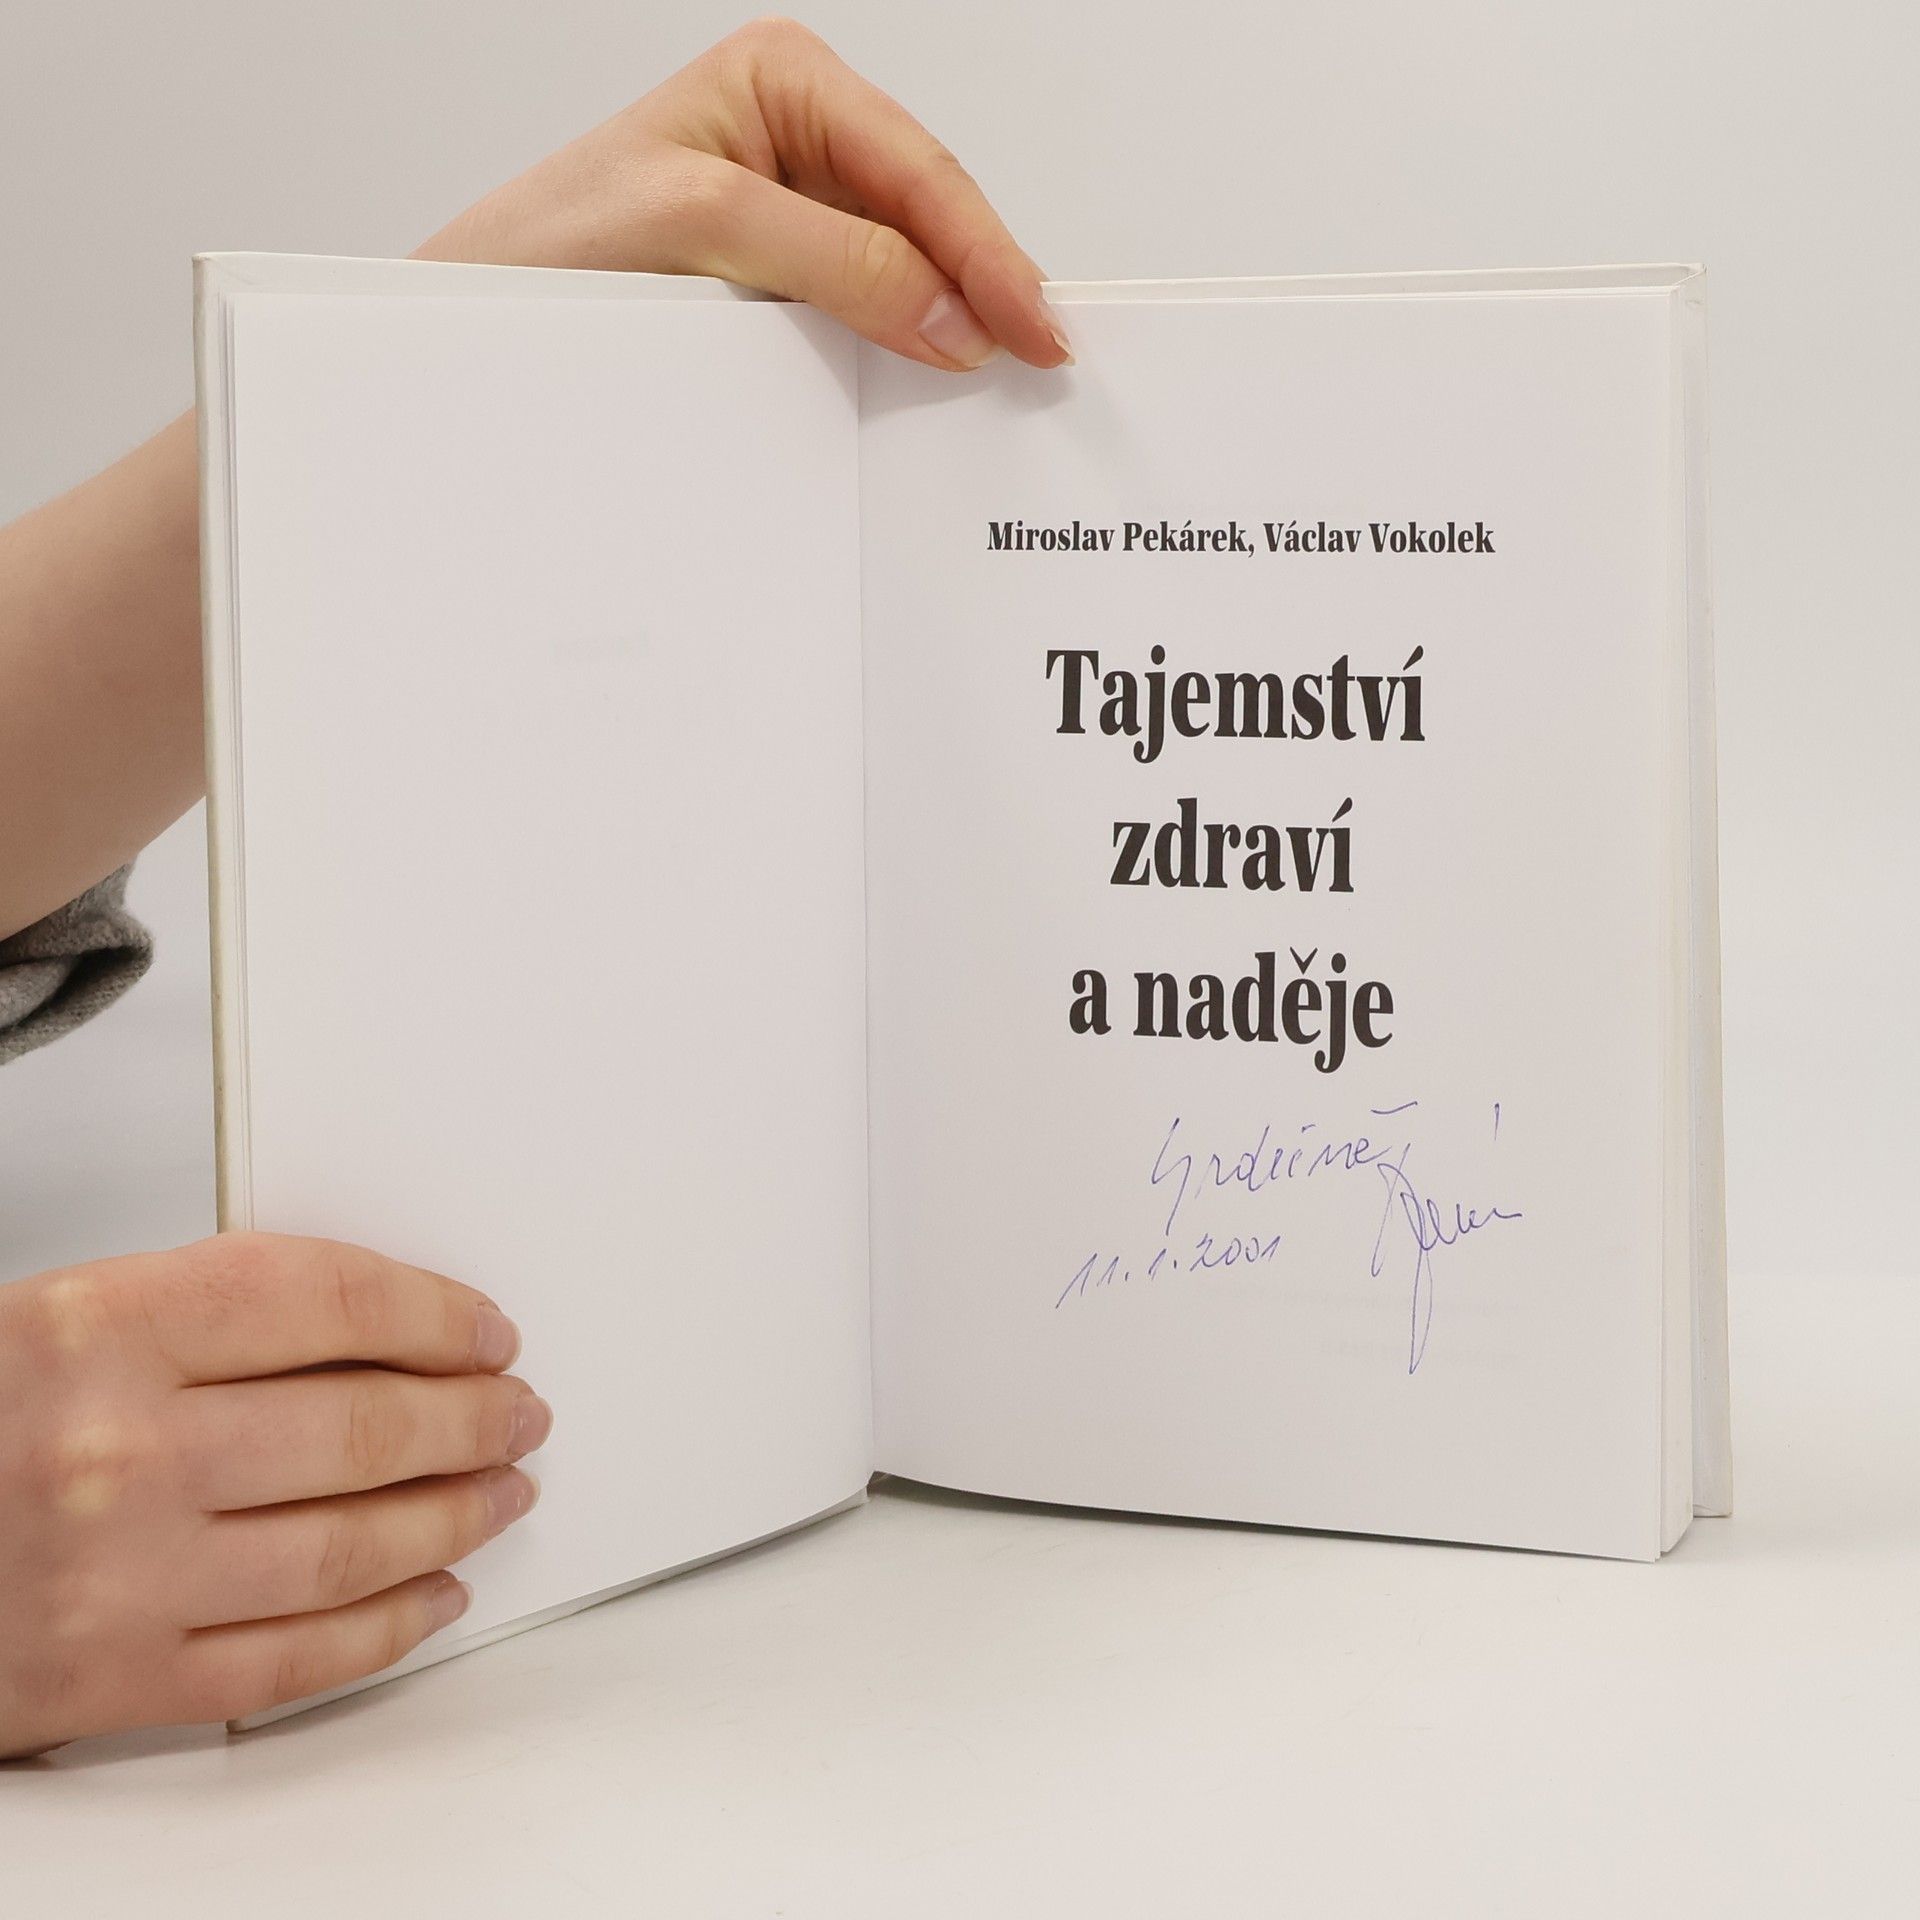 Miroslav Pekárek, Václav Vokolek
Tajemství
zdraví
a naděje
Srdečně
11.1.2001